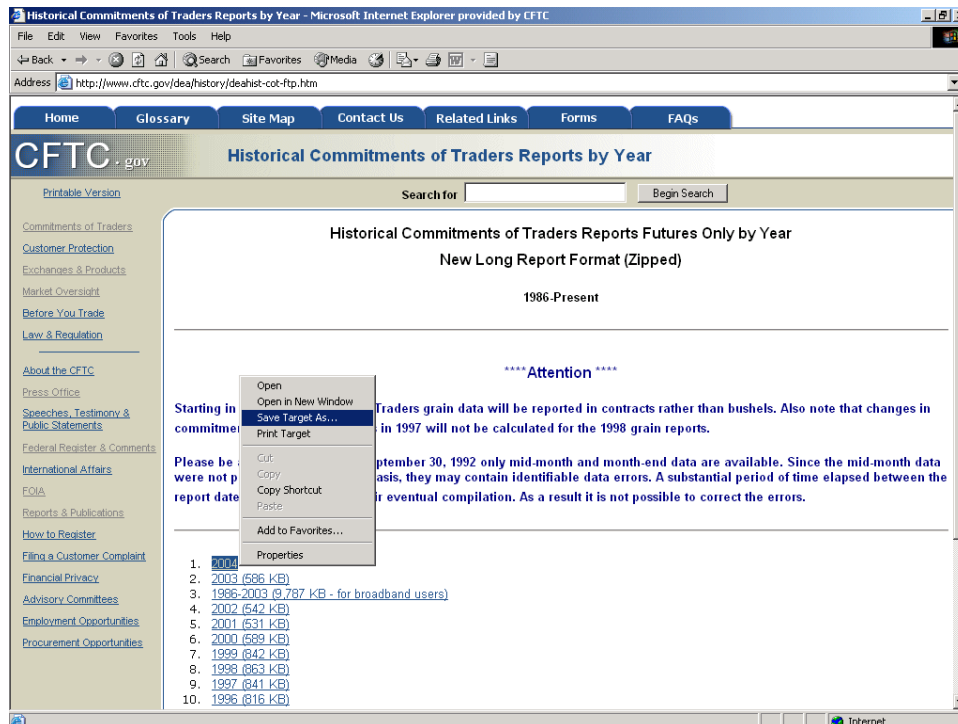 Historical Commitments of Traders Reports by Year - Microsoft Internet Explorer provided by CFTC
File Edit View Favorites Tools Help
Back Search Favorites Media
Address http://www.cftc.gov/dea/history/deahist-cot-ftp.htm
Home Glossary Site Map Contact Us Related Links Forms FAQs
CFTC.gov Historical Commitments of Traders Reports by Year
Printable Version Search for Begin Search
Commitments of Traders
Customer Protection
Exchanges & Products
Market Oversight
Before You Trade
Law & Regulation
About the CFTC
Press Office
Speeches, Testimony &
Public Statements
Federal Register & Comments
International Affairs
FOIA
Reports & Publications
How to Register
Filing a Customer Complaint
Financial Privacy
Advisory Committees
Employment Opportunities
Procurement Opportunities
Historical Commitments of Traders Reports Futures Only by Year
New Long Report Format (Zipped)
1986-Present
****Attention ****
Starting in Traders grain data will be reported in contracts rather than bushels. Also note that changes in
commitme in 1997 will not be calculated for the 1998 grain reports.
Please be ptember 30, 1992 only mid-month and month-end data are available. Since the mid-month data
were not p asis, they may contain identifiable data errors. A substantial period of time elapsed between the
report date ir eventual compilation. As a result it is not possible to correct the errors.
Open
Open in New Window
Save Target As...
Print Target
Cut
Copy
Copy Shortcut
Paste
Add to Favorites...
Properties
1. 2004
2. 2003 (586 KB)
3. 1986-2003 (9,787 KB - for broadband users)
4. 2002 (542 KB)
5. 2001 (531 KB)
6. 2000 (589 KB)
7. 1999 (842 KB)
8. 1998 (863 KB)
9. 1997 (841 KB)
10. 1996 (816 KB)
Internet